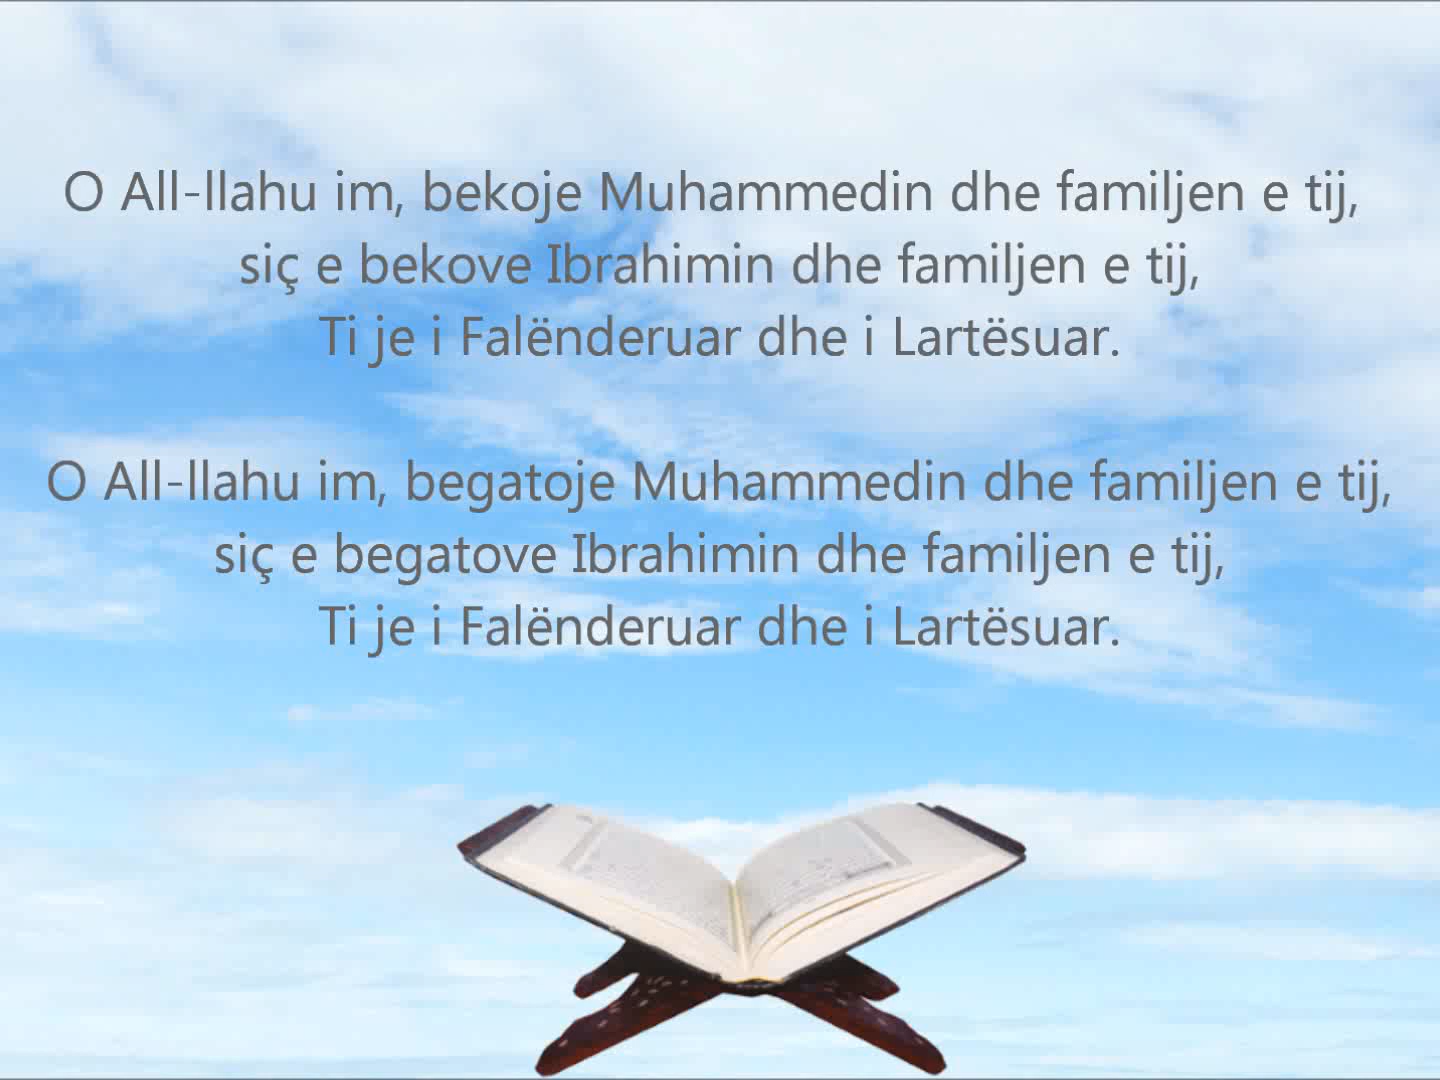 O All-llahu im, bekoje Muhammedin dhe familjen e tij,
siç e bekove Ibrahimin dhe familjen e tij,
Ti je i Falënderuar dhe i Lartësuar.
O All-llahu im, begatoje Muhammedin dhe familjen e tij,
siç e begatove Ibrahimin dhe familjen e tij,
Ti je i Falënderuar dhe i Lartësuar.